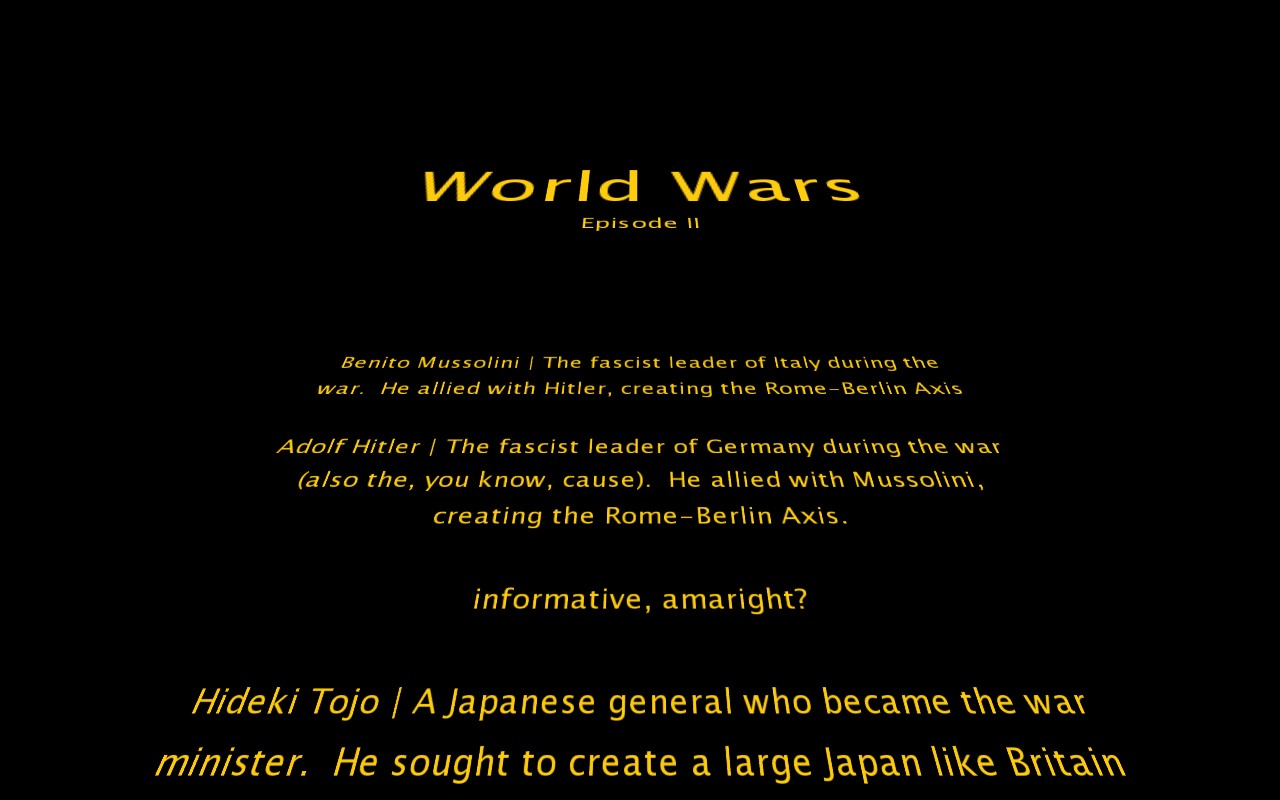 World Wars
Episode II
Benito Mussolini | The fascist leader of Italy during the
war.  He allied with Hitler, creating the Rome-Berlin Axis
Adolf Hitler | The fascist leader of Germany during the war
(also the, you know, cause).  He allied with Mussolini,
creating the Rome-Berlin Axis.
informative, amaright?
Hideki Tojo | A Japanese general who became the war
minister.  He sought to create a large Japan like Britain